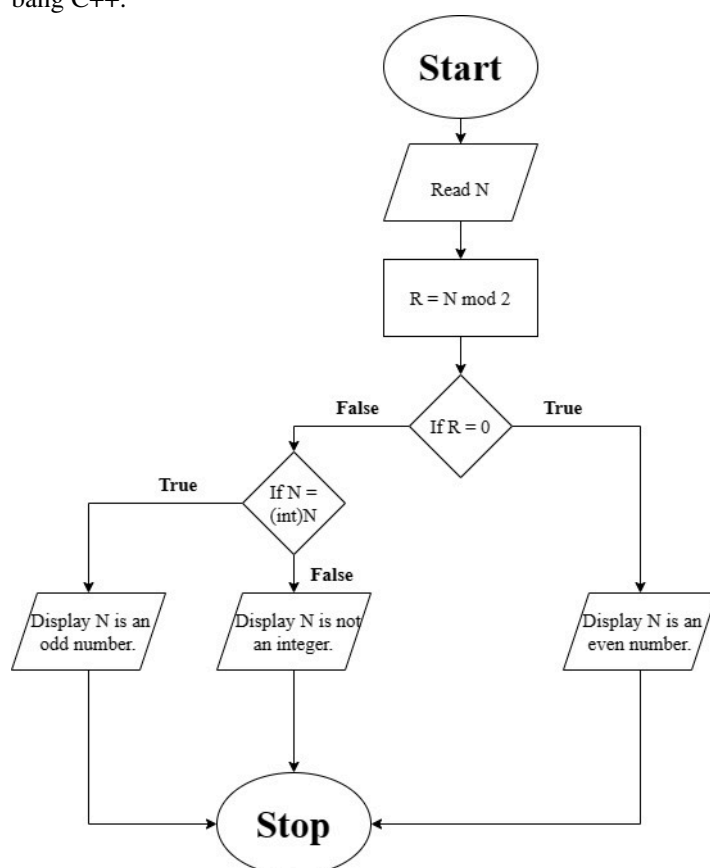 bang C++.
Start
Read N
R = N mod 2
If R = 0
False
True
If N =
(int)N
True
False
Display N is an
odd number.
Display N is not
an integer.
Display N is an
even number.
Stop